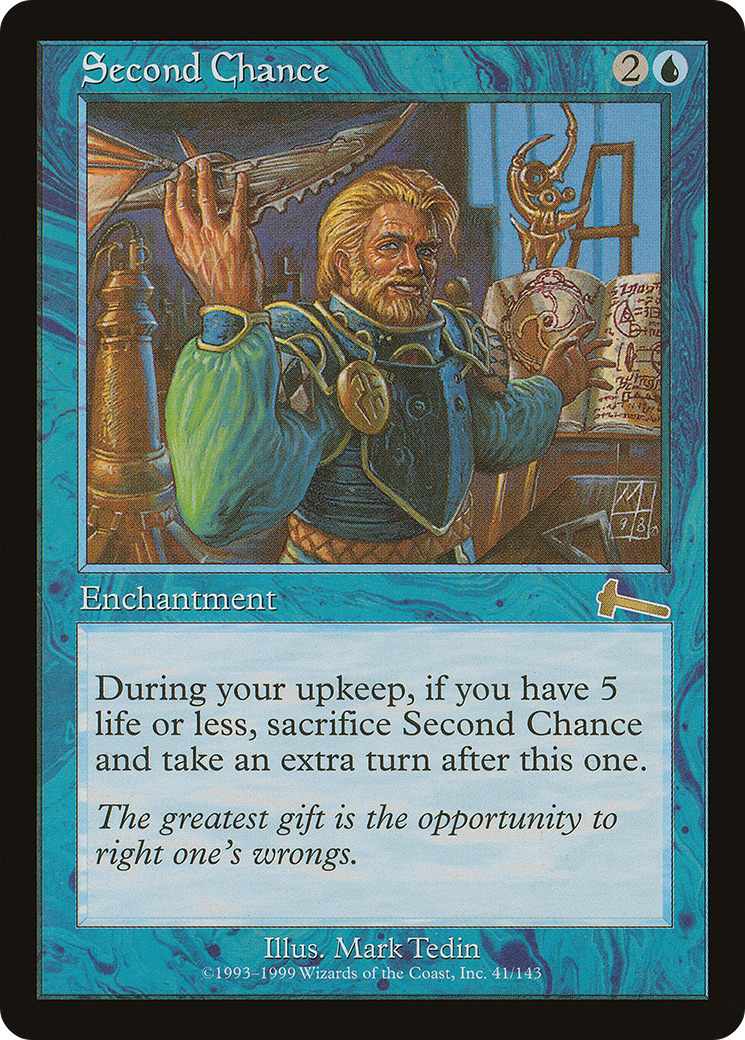 Second Chance 2
Enchantment
During your upkeep, if you have 5
life or less, sacrifice Second Chance
and take an extra turn after this one.
The greatest gift is the opportunity to
right one's wrongs.
Illus. Mark Tedin
©1993–1999 Wizards of the Coast, Inc. 41/143